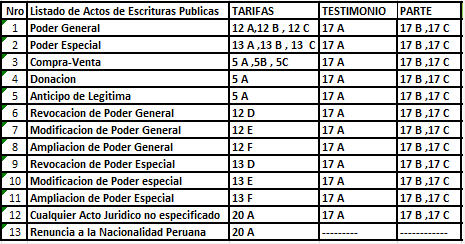 Nro Listado de Actos de Escrituras Publicas TARIFAS TESTIMONIO PARTE
1 Poder General 12 A,12 B , 12 C 17 A 17 B ,17 C
2 Poder Especial 13 A ,13 B , 13 C 17 A 17 B ,17 C
3 Compra-Venta 5 A ,5B , 5C 17 A 17 B ,17 C
4 Donacion 5 A 17 A 17 B ,17 C
5 Anticipo de Legitima 5 A 17 A 17 B ,17 C
6 Revocacion de Poder General 12 D 17 A 17 B ,17 C
7 Modificacion de Poder General 12 E 17 A 17 B ,17 C
8 Ampliacion de Poder General 12 F 17 A 17 B ,17 C
9 Revocacion de Poder Especial 13 D 17 A 17 B ,17 C
10 Modificacion de Poder especial 13 E 17 A 17 B ,17 C
11 Ampliacion de Poder Especial 13 F 17 A 17 B ,17 C
12 Cualquier Acto Juridico no especificado 20 A 17 A 17 B ,17 C
13 Renuncia a la Nacionalidad Peruana 20 A --------- ------------